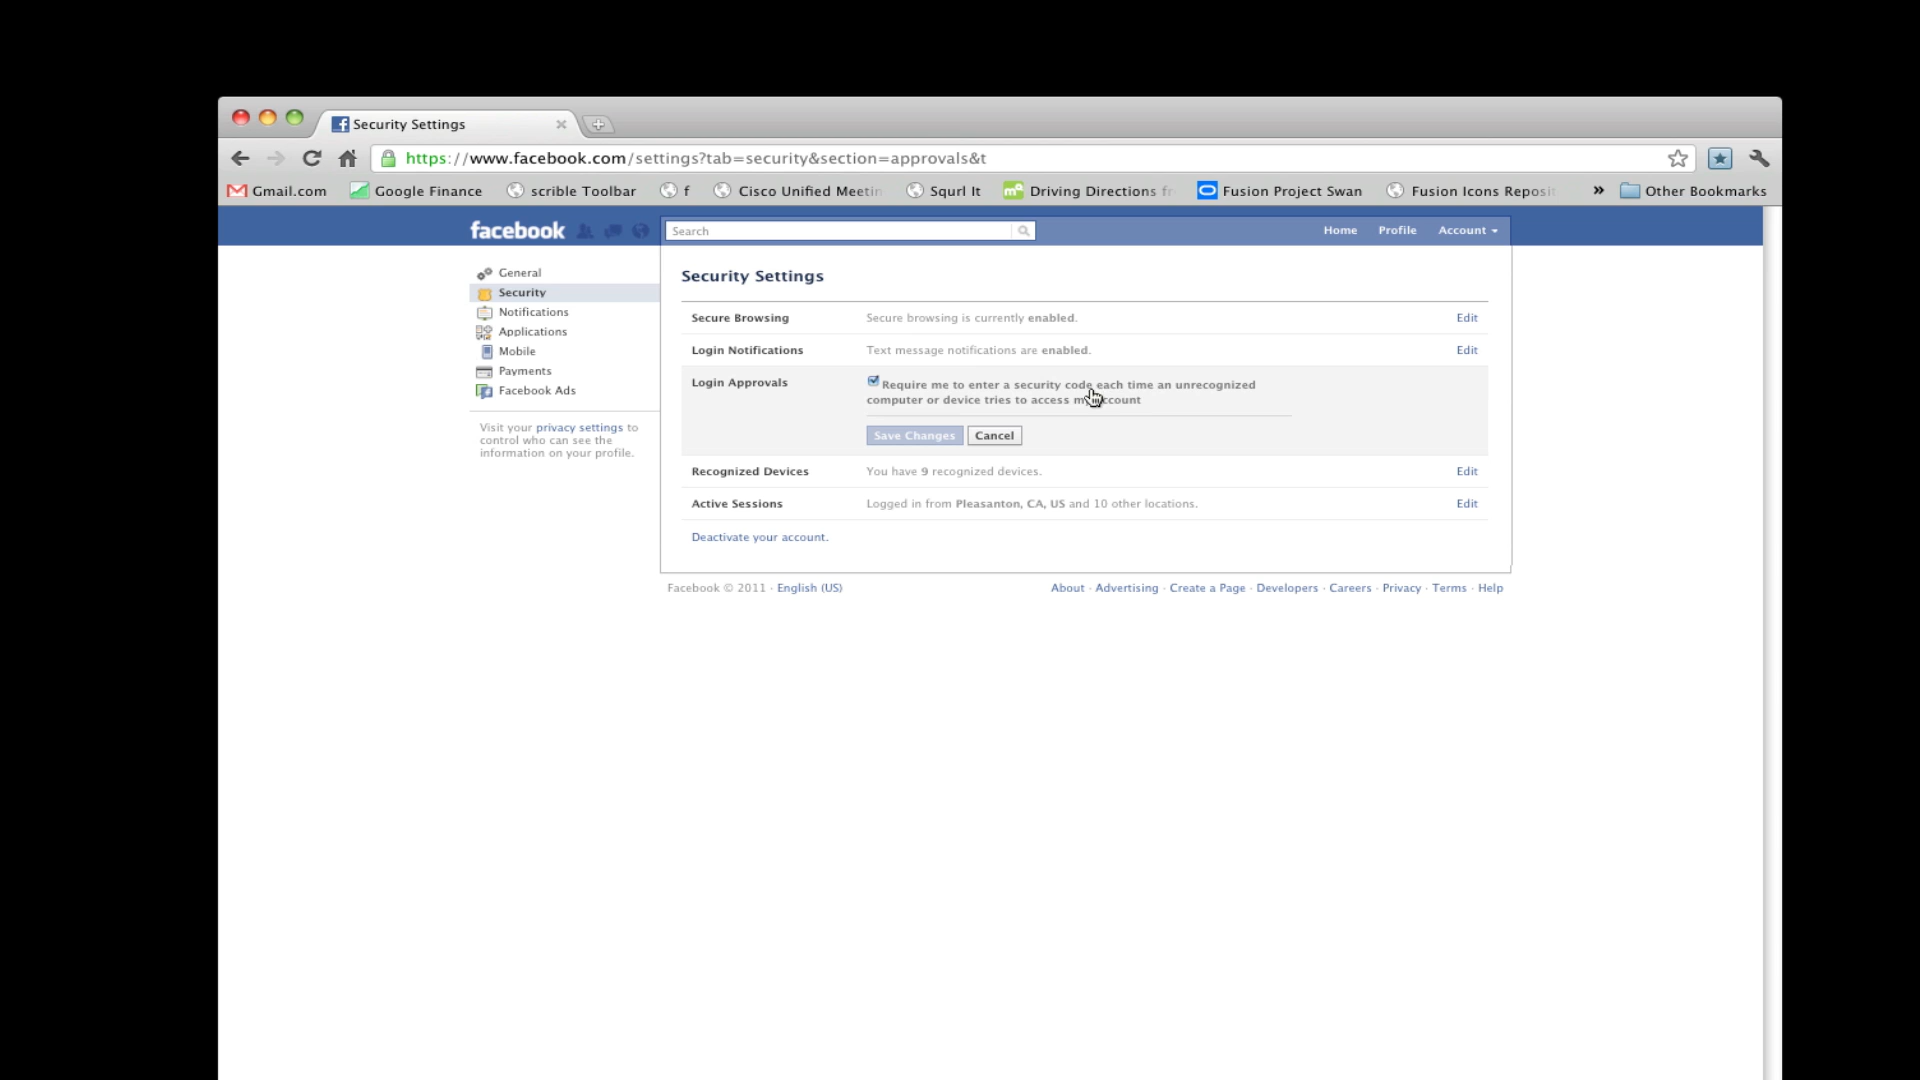 Security Settings
https://www.facebook.com/settings?tab=security&section=approvals&t
Gmail.com Google Finance scrible Toolbar f Cisco Unified Meetin Squrl It Driving Directions fr Fusion Project Swan Fusion Icons Reposit » Other Bookmarks
facebook Search Home Profile Account
General
Security
Notifications
Applications
Mobile
Payments
Facebook Ads
Visit your privacy settings to
control who can see the
information on your profile.
Security Settings
Secure Browsing Secure browsing is currently enabled. Edit
Login Notifications Text message notifications are enabled. Edit
Login Approvals Require me to enter a security code each time an unrecognized
computer or device tries to access my account
Save Changes Cancel
Recognized Devices You have 9 recognized devices. Edit
Active Sessions Logged in from Pleasanton, CA, US and 10 other locations. Edit
Deactivate your account.
Facebook © 2011 · English (US) About · Advertising · Create a Page · Developers · Careers · Privacy · Terms · Help